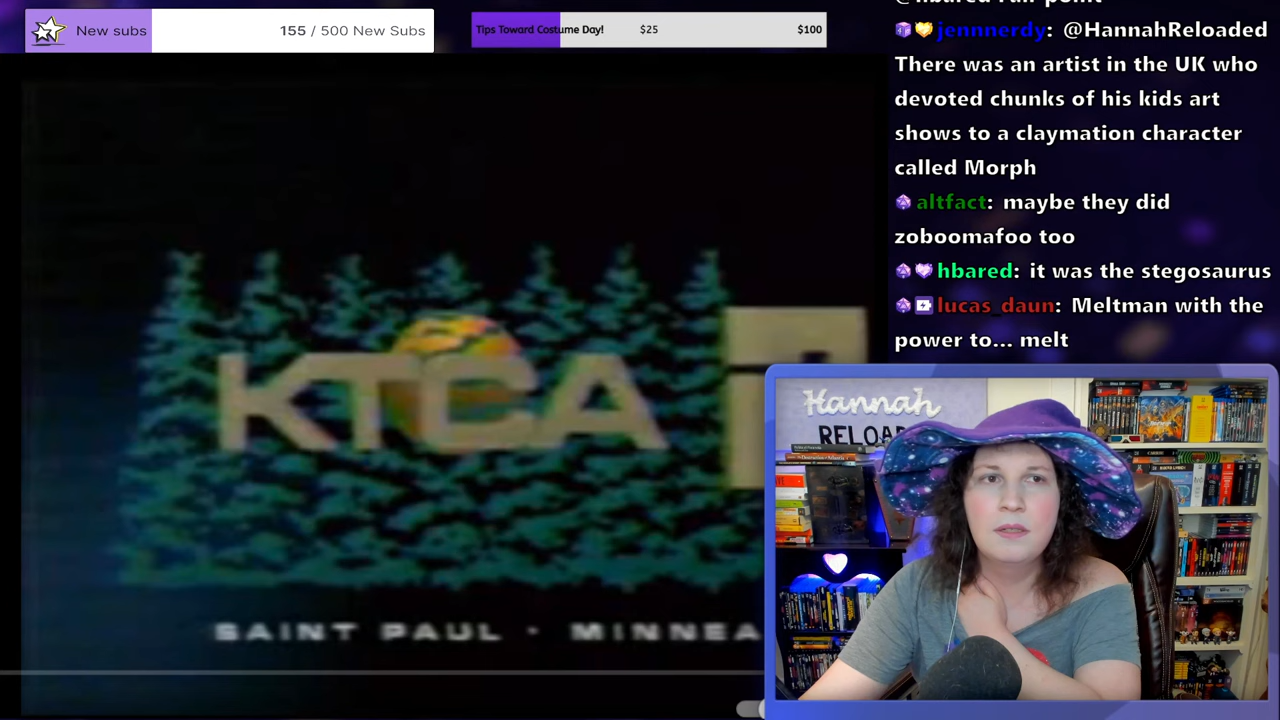 New subs
155 / 500 New Subs
Tips Toward Costume Day!
$25
$100
jennnerdy: @HannahReloaded
There was an artist in the UK who
devoted chunks of his kids art
shows to a claymation character
called Morph
altfact: maybe they did
zoboomafoo too
hbared: it was the stegosaurus
lucas_daun: Meltman with the
power to... melt
KTCA
SAINT PAUL · MINNEA
Hannah
RELOA